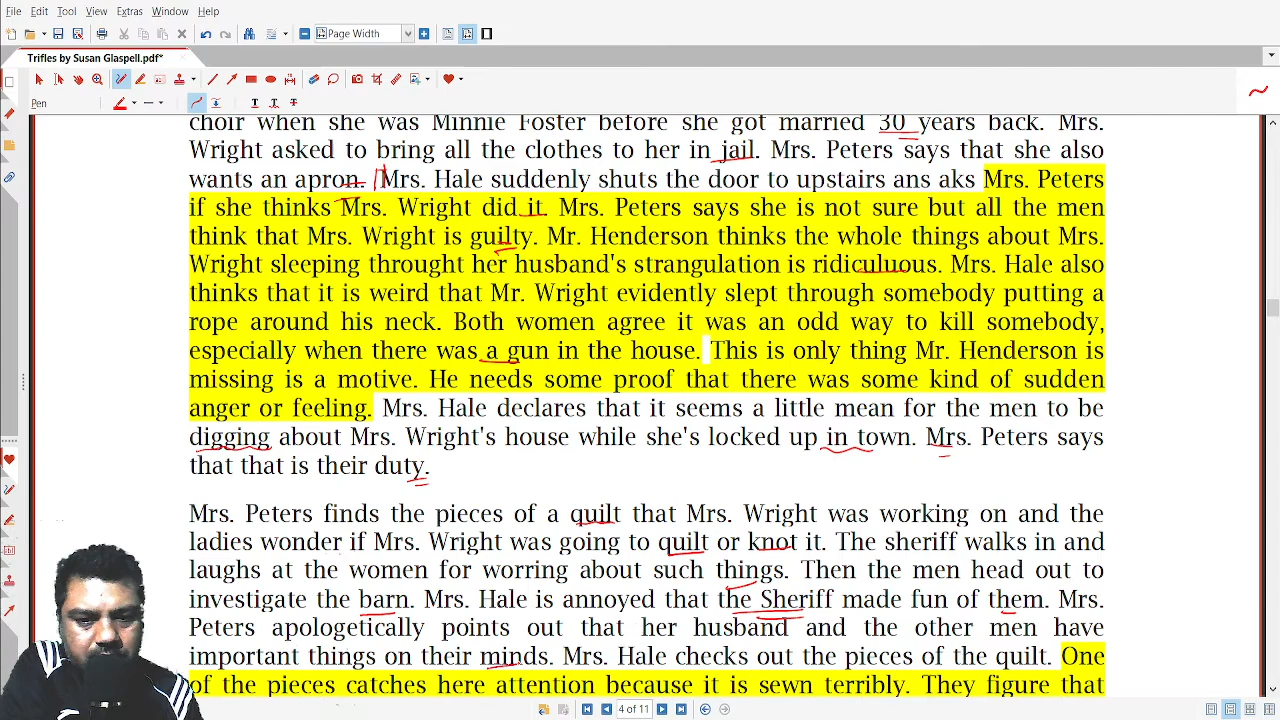 File Edit Tool View Extras Window Help
Page Width
Trifles by Susan Glaspell.pdf*
Pen
choir when she was Minnie Foster before she got married 30 years back. Mrs.
Wright asked to bring all the clothes to her in jail. Mrs. Peters says that she also
wants an apron. Mrs. Hale suddenly shuts the door to upstairs ans aks Mrs. Peters
if she thinks Mrs. Wright did it. Mrs. Peters says she is not sure but all the men
think that Mrs. Wright is guilty. Mr. Henderson thinks the whole things about Mrs.
Wright sleeping throught her husband's strangulation is ridiculuous. Mrs. Hale also
thinks that it is weird that Mr. Wright evidently slept through somebody putting a
rope around his neck. Both women agree it was an odd way to kill somebody,
especially when there was a gun in the house. This is only thing Mr. Henderson is
missing is a motive. He needs some proof that there was some kind of sudden
anger or feeling. Mrs. Hale declares that it seems a little mean for the men to be
digging about Mrs. Wright's house while she's locked up in town. Mrs. Peters says
that that is their duty.
Mrs. Peters finds the pieces of a quilt that Mrs. Wright was working on and the
ladies wonder if Mrs. Wright was going to quilt or knot it. The sheriff walks in and
laughs at the women for worring about such things. Then the men head out to
investigate the barn. Mrs. Hale is annoyed that the Sheriff made fun of them. Mrs.
Peters apologetically points out that her husband and the other men have
important things on their minds. Mrs. Hale checks out the pieces of the quilt. One
of the pieces catches here attention because it is sewn terribly. They figure that
4 of 11